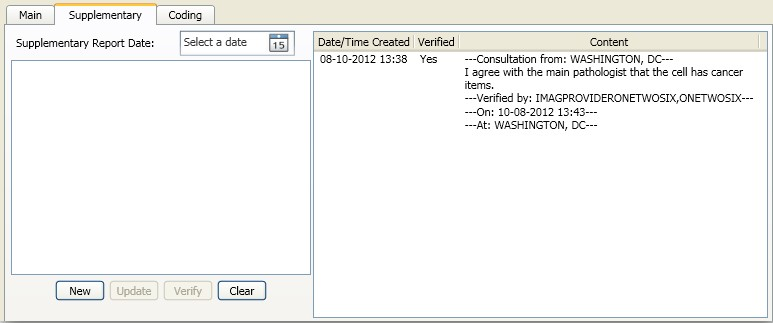 Main Supplementary Coding
Supplementary Report Date: Select a date 15
Date/Time Created Verified Content
08-10-2012 13:38 Yes ---Consultation from: WASHINGTON, DC---
I agree with the main pathologist that the cell has cancer
items.
---Verified by: IMAGPROVIDERONETWOSIX,ONETWOSIX---
---On: 10-08-2012 13:43---
---At: WASHINGTON, DC---
New Update Verify Clear